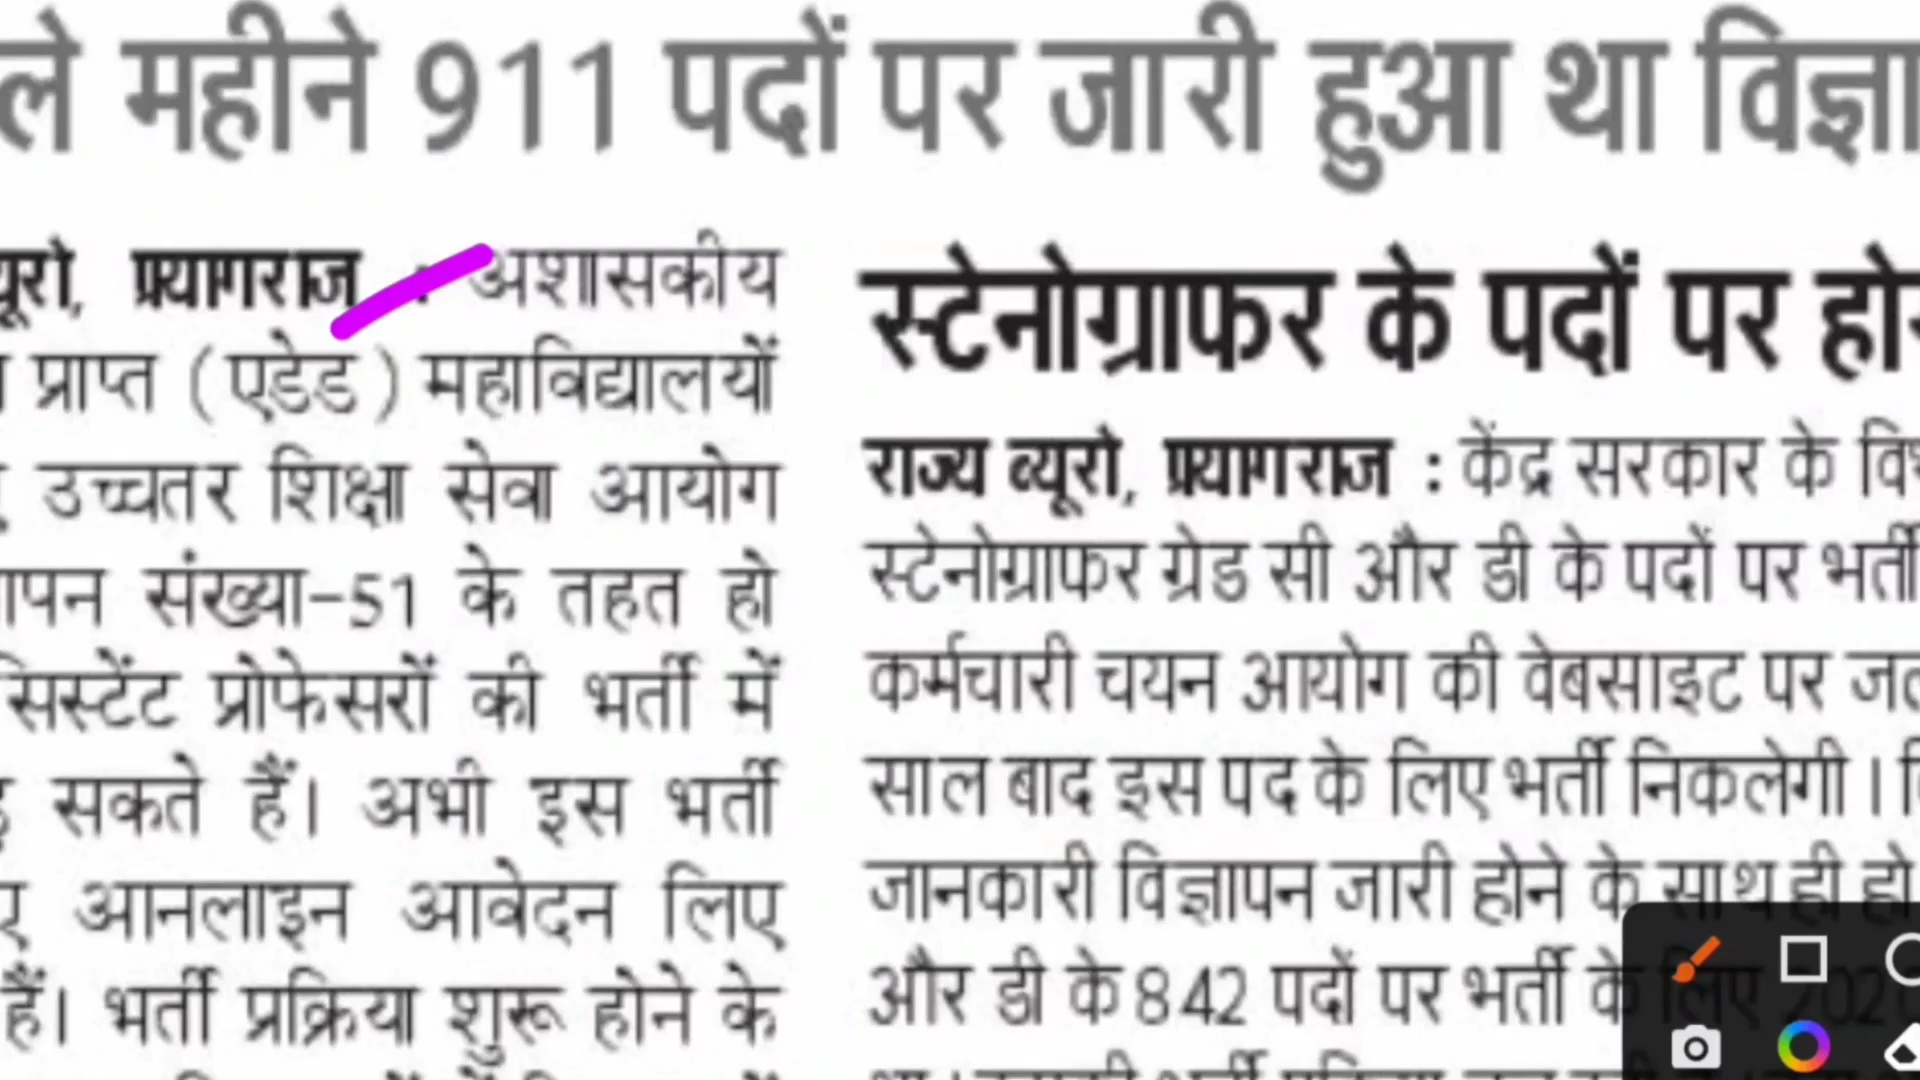 ले महीने 911 पदों पर जारी हुआ था विज्ञा
यूरो, प्रयागराज : अशासकीय
प्राप्त (एडेड) महाविद्यालयों
उच्चतर शिक्षा सेवा आयोग
ापन संख्या-51 के तहत हो
सिस्टेंट प्रोफेसरों की भर्ती में
सकते हैं। अभी इस भर्ती
ए आनलाइन आवेदन लिए
हैं। भर्ती प्रक्रिया शुरू होने के
स्टेनोग्राफर के पदों पर हो
राज्य ब्यूरो, प्रयागराज : केंद्र सरकार के वि
स्टेनोग्राफर ग्रेड सी और डी के पदों पर भर्ती
कर्मचारी चयन आयोग की वेबसाइट पर जल
साल बाद इस पद के लिए भर्ती निकलेगी।
जानकारी विज्ञापन जारी होने के साथ ही हो
और डी के 842 पदों पर भर्ती के लिए 2020